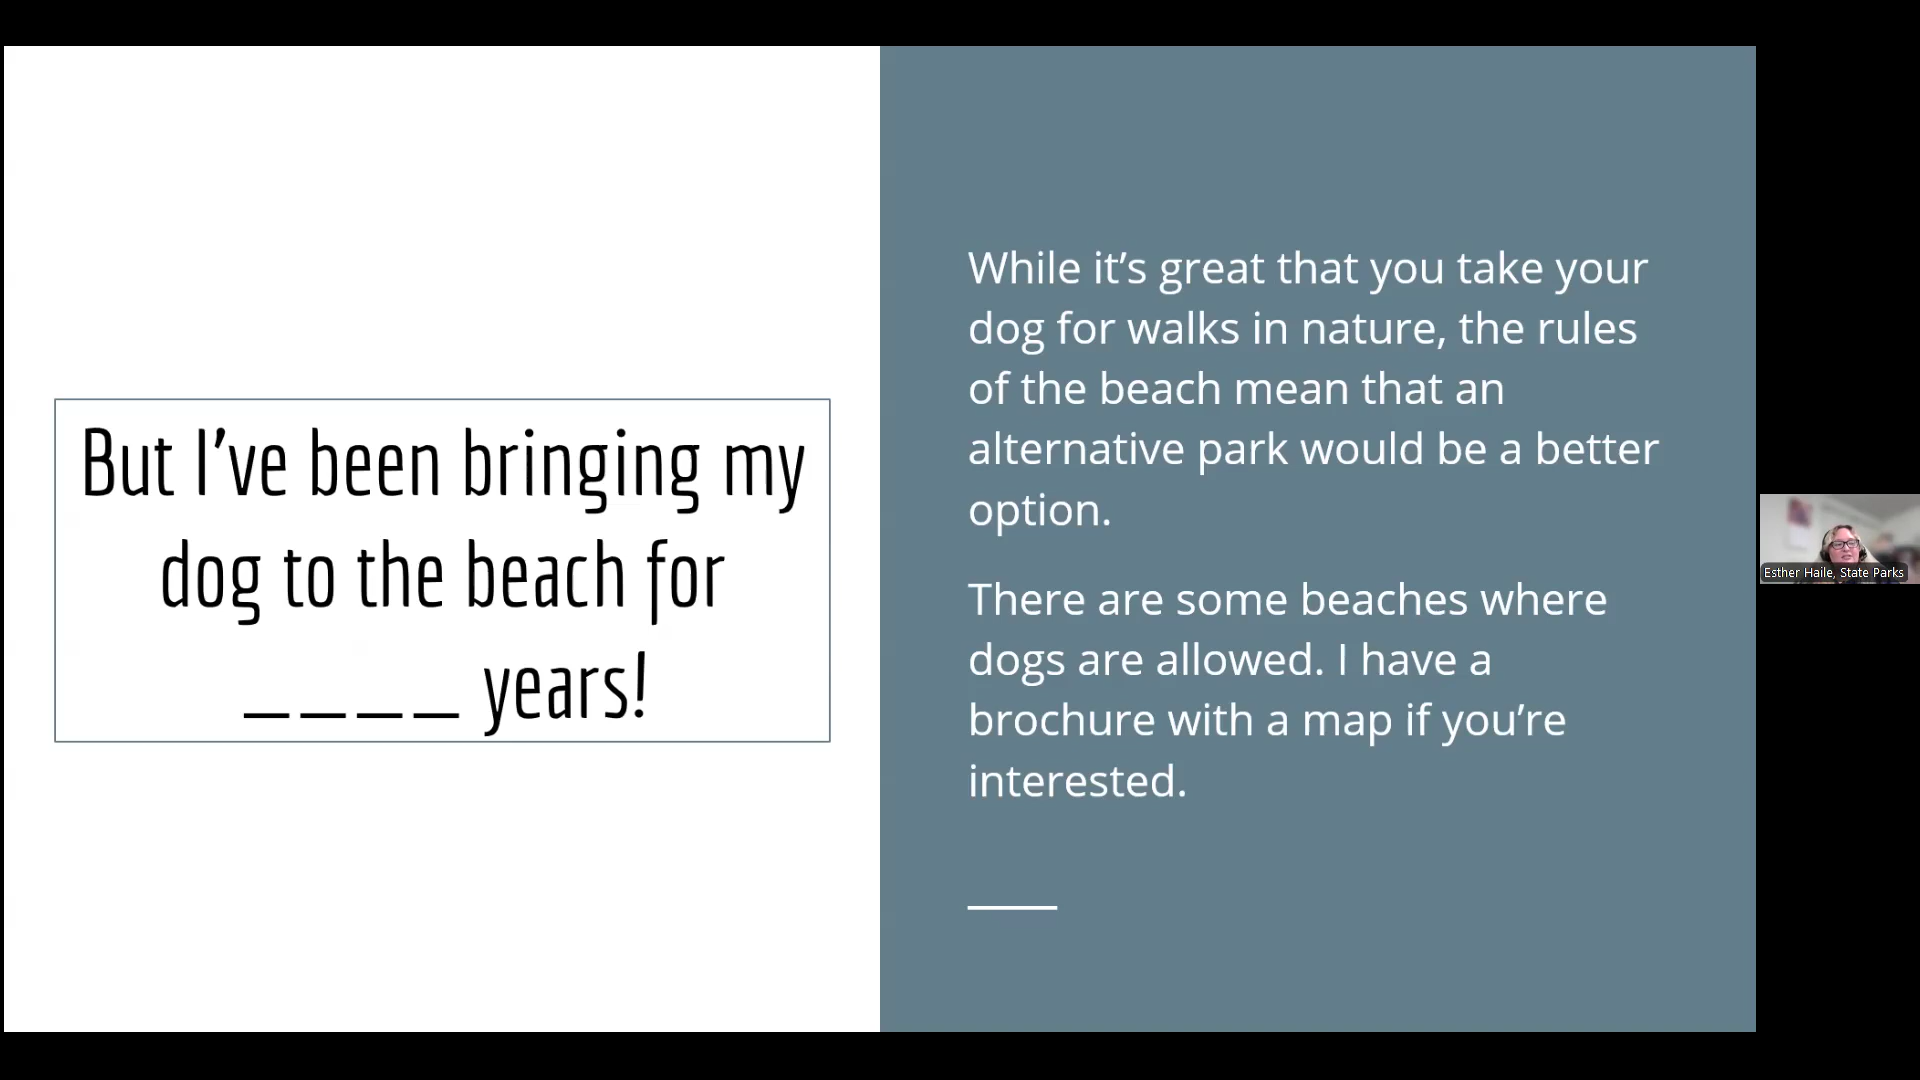 But I’ve been bringing my
dog to the beach for
____ years!
While it’s great that you take your
dog for walks in nature, the rules
of the beach mean that an
alternative park would be a better
option.
There are some beaches where
dogs are allowed. I have a
brochure with a map if you’re
interested.
Esther Haile, State Parks